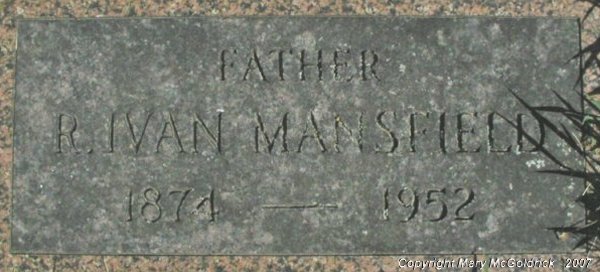 FATHER
R. IVAN MANSFIELD
1874 — 1952
Copyright Mary McGoldrick 2007